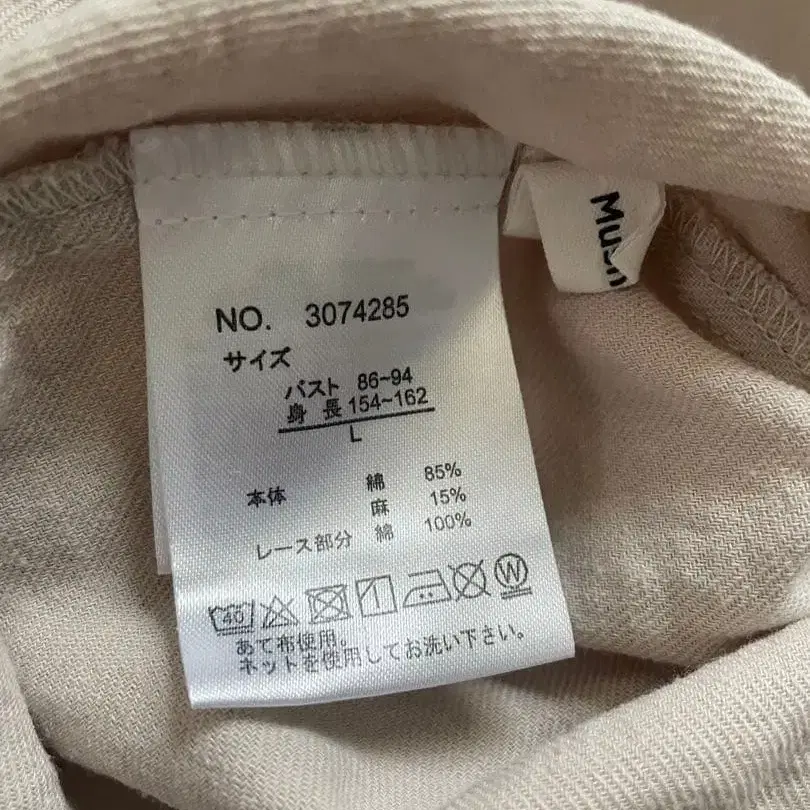 NO. 3074285
サイズ
バスト 86~94
身長 154~162
L
本体 綿 85%
麻 15%
レース部分 綿 100%
40 W
あて布使用。
ネットを使用してお洗い下さい。